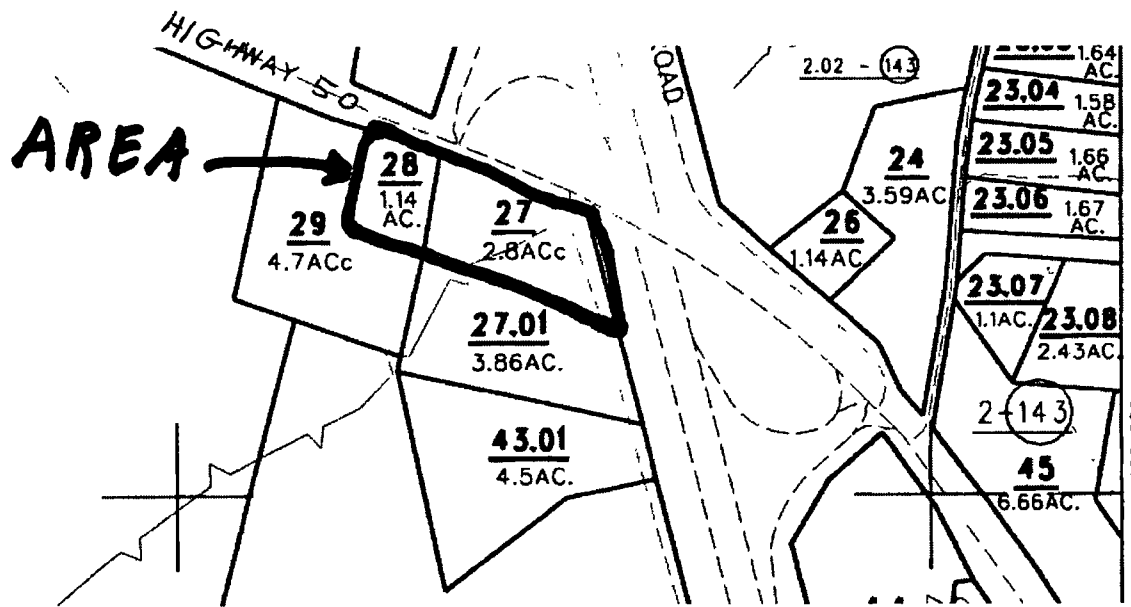 HIGHWAY 50
OAD
2.02 - 143
1.64
AC.
23.04 1.58
AC.
AREA
28
1.14
AC.
29
4.7ACc
27
2.8ACc
24
3.59AC.
26
1.14AC.
23.05 1.66
AC.
23.06 1.67
AC.
23.07
1.1AC.
23.08
2.43AC.
27.01
3.86AC.
2-143
43.01
4.5AC.
45
6.66AC.